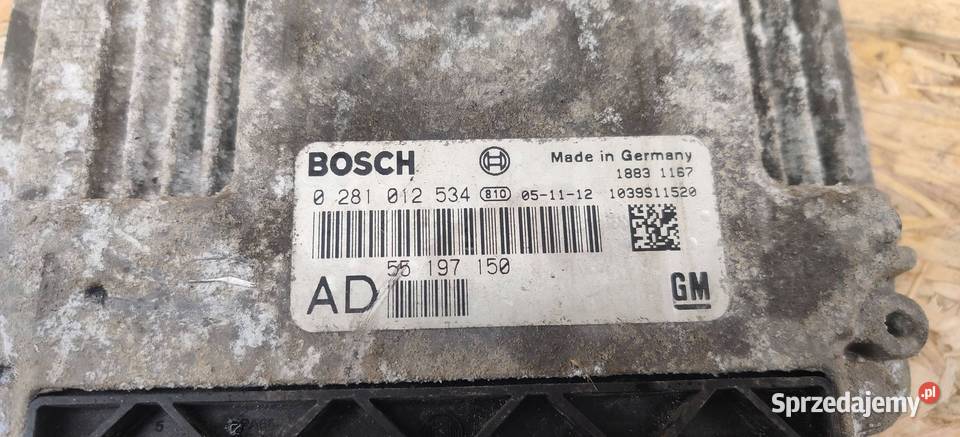 BOSCH Made in Germany
1883 1167
0 281 012 534 810 05-11-12 1039S11520
55 197 150
AD GM
5
Sprzedajemy.pl